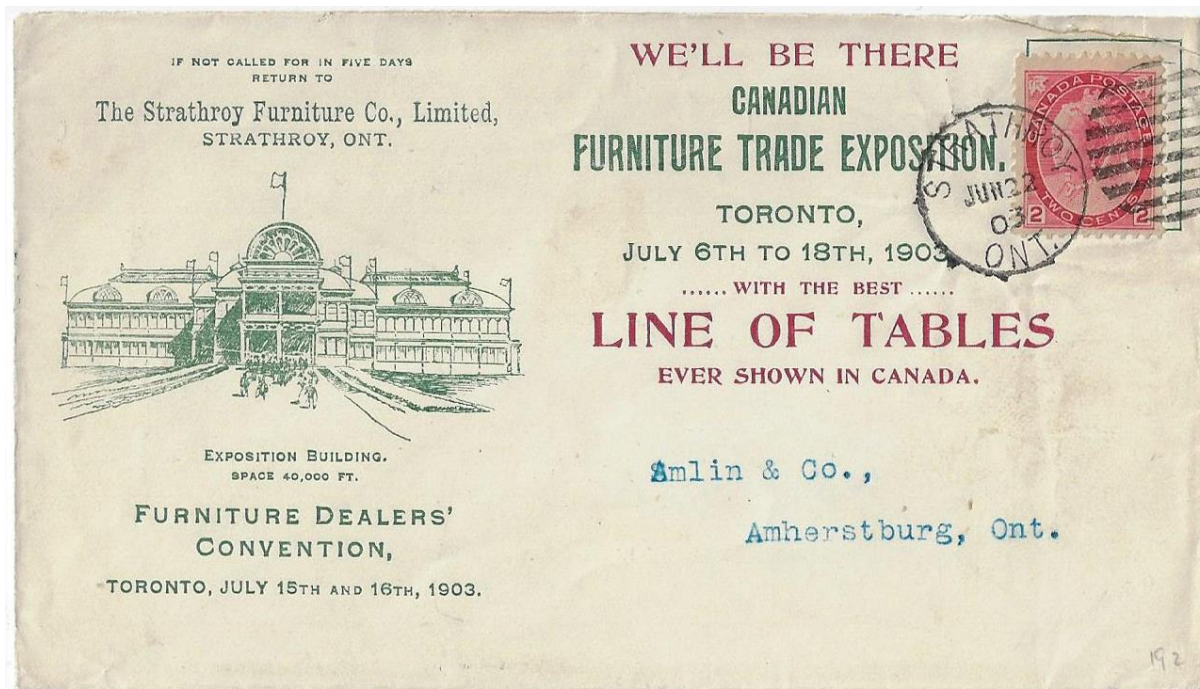 IF NOT CALLED FOR IN FIVE DAYS
RETURN TO
The Strathroy Furniture Co., Limited,
STRATHROY, ONT.
EXPOSITION BUILDING.
SPACE 40,000 FT.
FURNITURE DEALERS'
CONVENTION,
TORONTO, JULY 15TH AND 16TH, 1903.
WE'LL BE THERE
CANADIAN
FURNITURE TRADE EXPOSITION.
TORONTO,
JULY 6TH TO 18TH, 1903
...... WITH THE BEST ......
LINE OF TABLES
EVER SHOWN IN CANADA.
CANADA POSTAGE
2 TWO CENTS 2
STRATHROY
JUN 22
03
ONT.
Amlin & Co.,
Amherstburg, Ont.
192